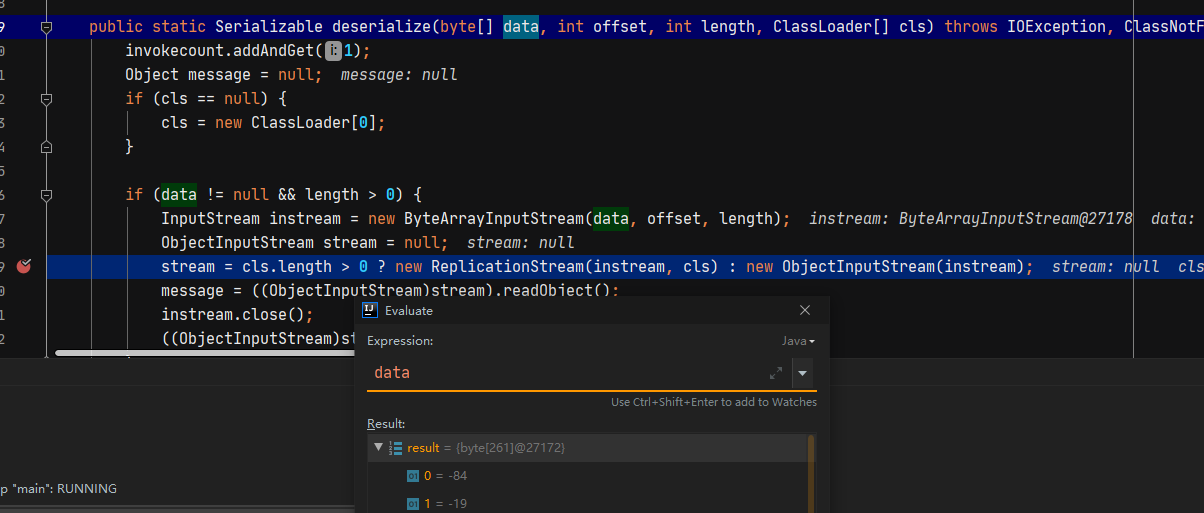 8
9 public static Serializable deserialize(byte[] data, int offset, int length, ClassLoader[] cls) throws IOException, ClassNotF
0 invokecount.addAndGet(i: 1);
1 Object message = null; message: null
2 if (cls == null) {
3 cls = new ClassLoader[0];
4 }
5
6 if (data != null && length > 0) {
7 InputStream instream = new ByteArrayInputStream(data, offset, length); instream: ByteArrayInputStream@27178 data:
8 ObjectInputStream stream = null; stream: null
9 stream = cls.length > 0 ? new ReplicationStream(instream, cls) : new ObjectInputStream(instream); stream: null cls
0 message = ((ObjectInputStream)stream).readObject();
1 instream.close();
2 ((ObjectInputStream)st
IJ Evaluate
Expression:
Java
data
Use Ctrl+Shift+Enter to add to Watches
Result:
result = {byte[261]@27172}
01 0 = -84
01 1 = -19
p "main": RUNNING